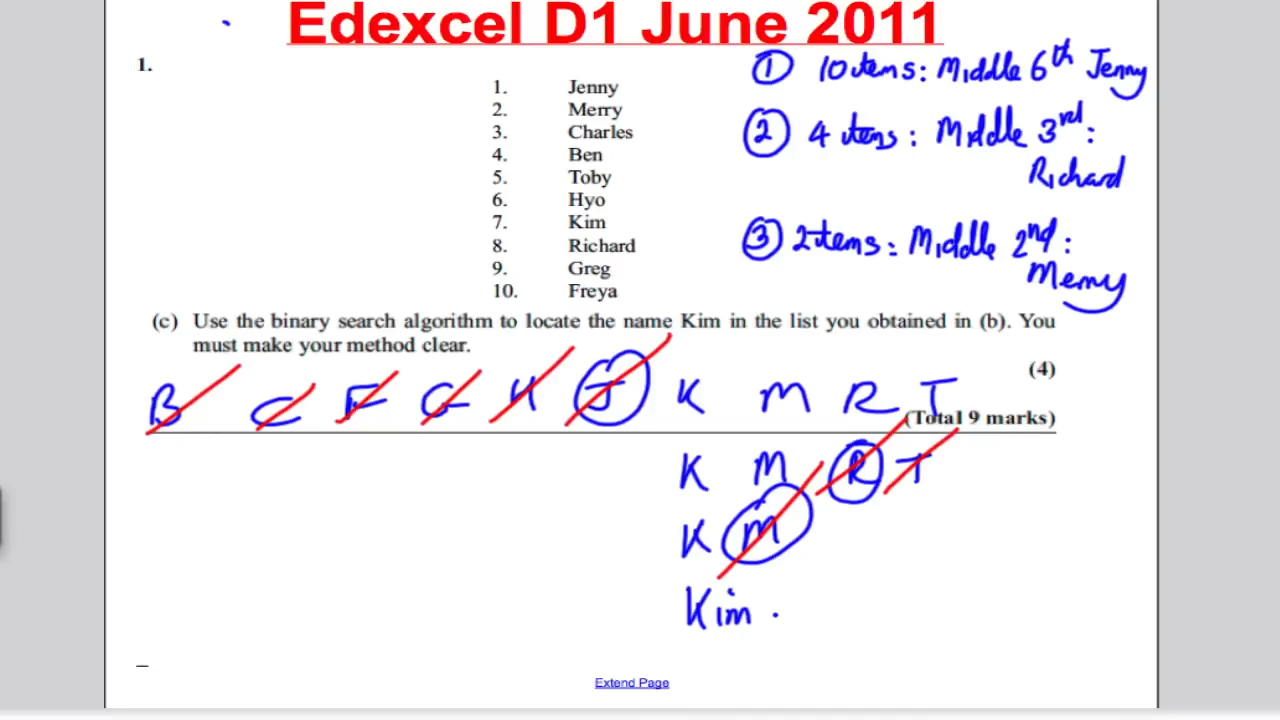 Edexcel D1 June 2011
1.
1. Jenny
2. Merry
3. Charles
4. Ben
5. Toby
6. Hyo
7. Kim
8. Richard
9. Greg
10. Freya
① 10 items: Middle 6th Jenny
② 4 items: Middle 3rd:
Richard
③ 2 items: Middle 2nd:
Merry
(c) Use the binary search algorithm to locate the name Kim in the list you obtained in (b). You
must make your method clear.
(4)
B C F G H J K M R T
(Total 9 marks)
K M R T
K M
Kim.
Extend Page